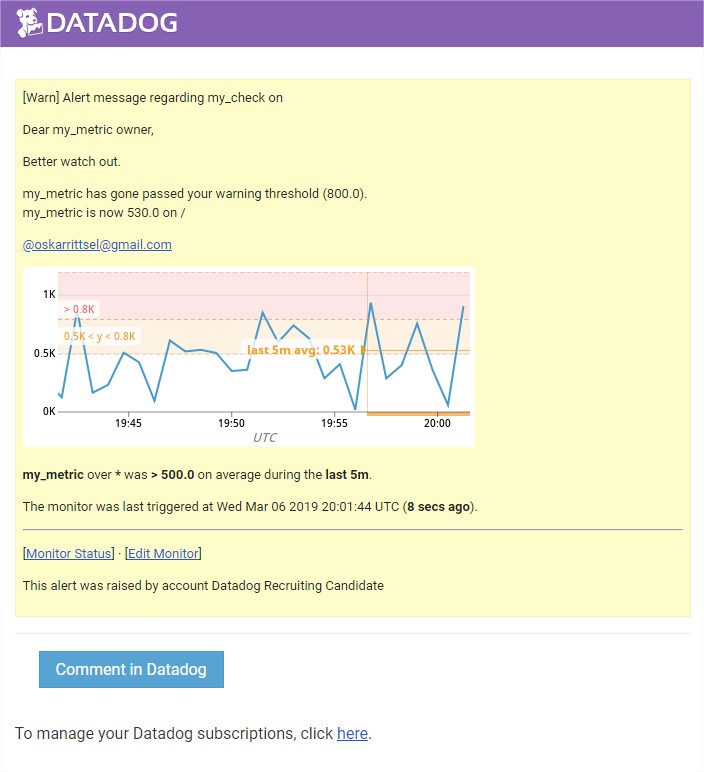 DATADOG
[Warn] Alert message regarding my_check on
Dear my_metric owner,
Better watch out.
my_metric has gone passed your warning threshold (800.0).
my_metric is now 530.0 on /
@oskarrittsel@gmail.com
1K
> 0.8K
0.5K < y < 0.8K
last 5m avg: 0.53K
0.5K
0K
19:45 19:50 19:55 20:00
UTC
my_metric over * was > 500.0 on average during the last 5m.
The monitor was last triggered at Wed Mar 06 2019 20:01:44 UTC (8 secs ago).
[Monitor Status] · [Edit Monitor]
This alert was raised by account Datadog Recruiting Candidate
Comment in Datadog
To manage your Datadog subscriptions, click here.